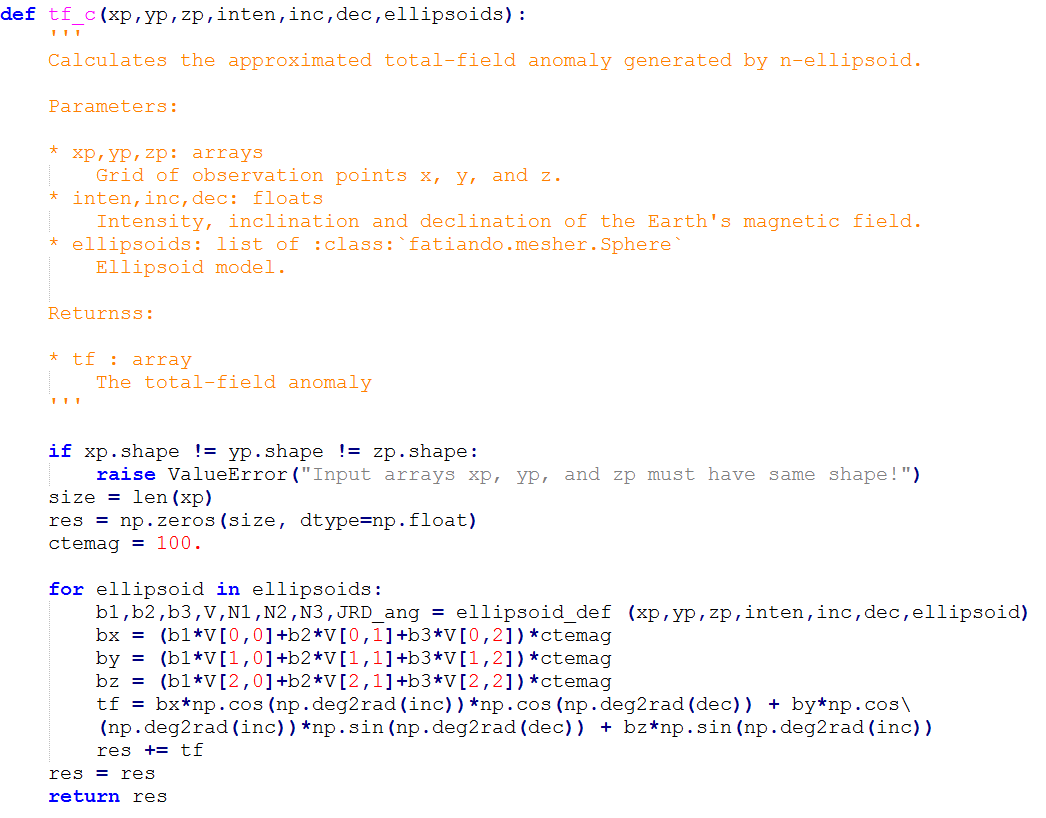 def tf_c(xp,yp,zp,inten,inc,dec,ellipsoids):
    '''
    Calculates the approximated total-field anomaly generated by n-ellipsoid.

    Parameters:

    * xp,yp,zp: arrays
        Grid of observation points x, y, and z.
    * inten,inc,dec: floats
        Intensity, inclination and declination of the Earth's magnetic field.
    * ellipsoids: list of :class:`fatiando.mesher.Sphere`
        Ellipsoid model.

    Returnss:

    * tf : array
        The total-field anomaly
    '''

    if xp.shape != yp.shape != zp.shape:
        raise ValueError("Input arrays xp, yp, and zp must have same shape!")
    size = len(xp)
    res = np.zeros(size, dtype=np.float)
    ctemag = 100.

    for ellipsoid in ellipsoids:
        b1,b2,b3,V,N1,N2,N3,JRD_ang = ellipsoid_def (xp,yp,zp,inten,inc,dec,ellipsoid)
        bx = (b1*V[0,0]+b2*V[0,1]+b3*V[0,2])*ctemag
        by = (b1*V[1,0]+b2*V[1,1]+b3*V[1,2])*ctemag
        bz = (b1*V[2,0]+b2*V[2,1]+b3*V[2,2])*ctemag
        tf = bx*np.cos(np.deg2rad(inc))*np.cos(np.deg2rad(dec)) + by*np.cos\
        (np.deg2rad(inc))*np.sin(np.deg2rad(dec)) + bz*np.sin(np.deg2rad(inc))
        res += tf
    res = res
    return res